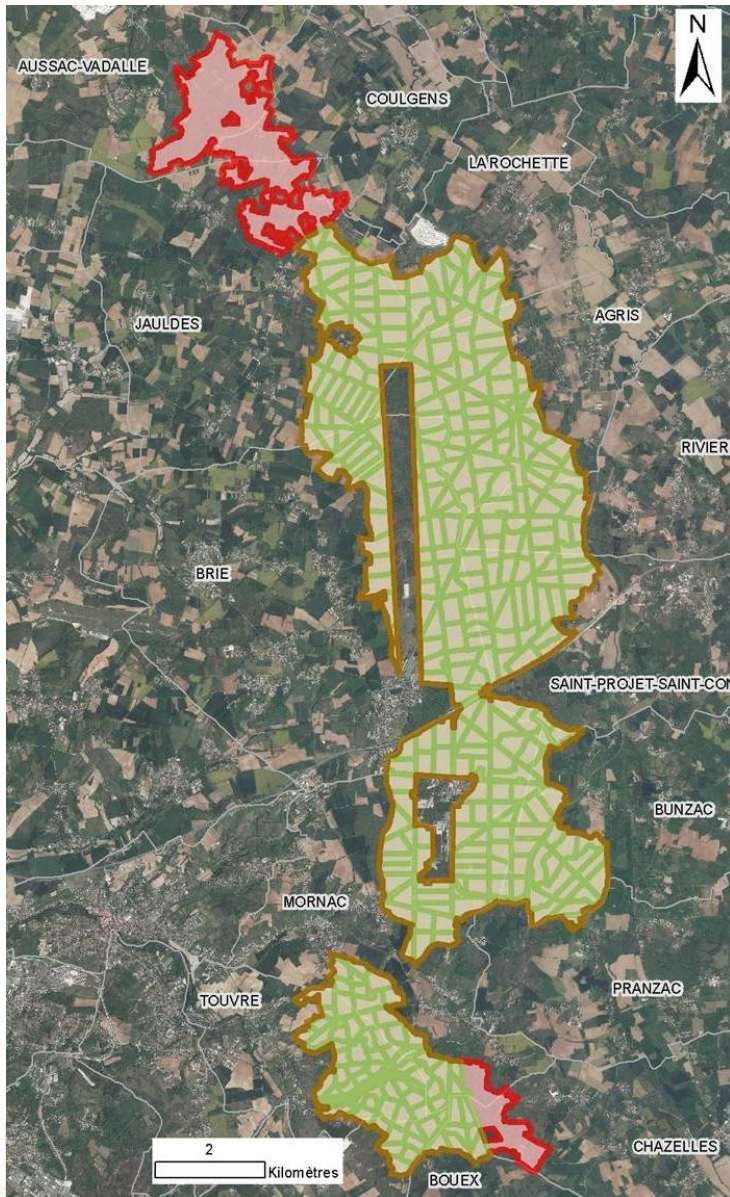 N
AUSSAC-VADALLE
COULGENS
LA ROCHETTE
AGRIS
JAULDES
RIVIER
BRIE
SAINT-PROJET-SAINT-CON
BUNZAC
MORNAC
PRANZAC
TOUVRE
CHAZELLES
2
Kilomètres
BOUEX